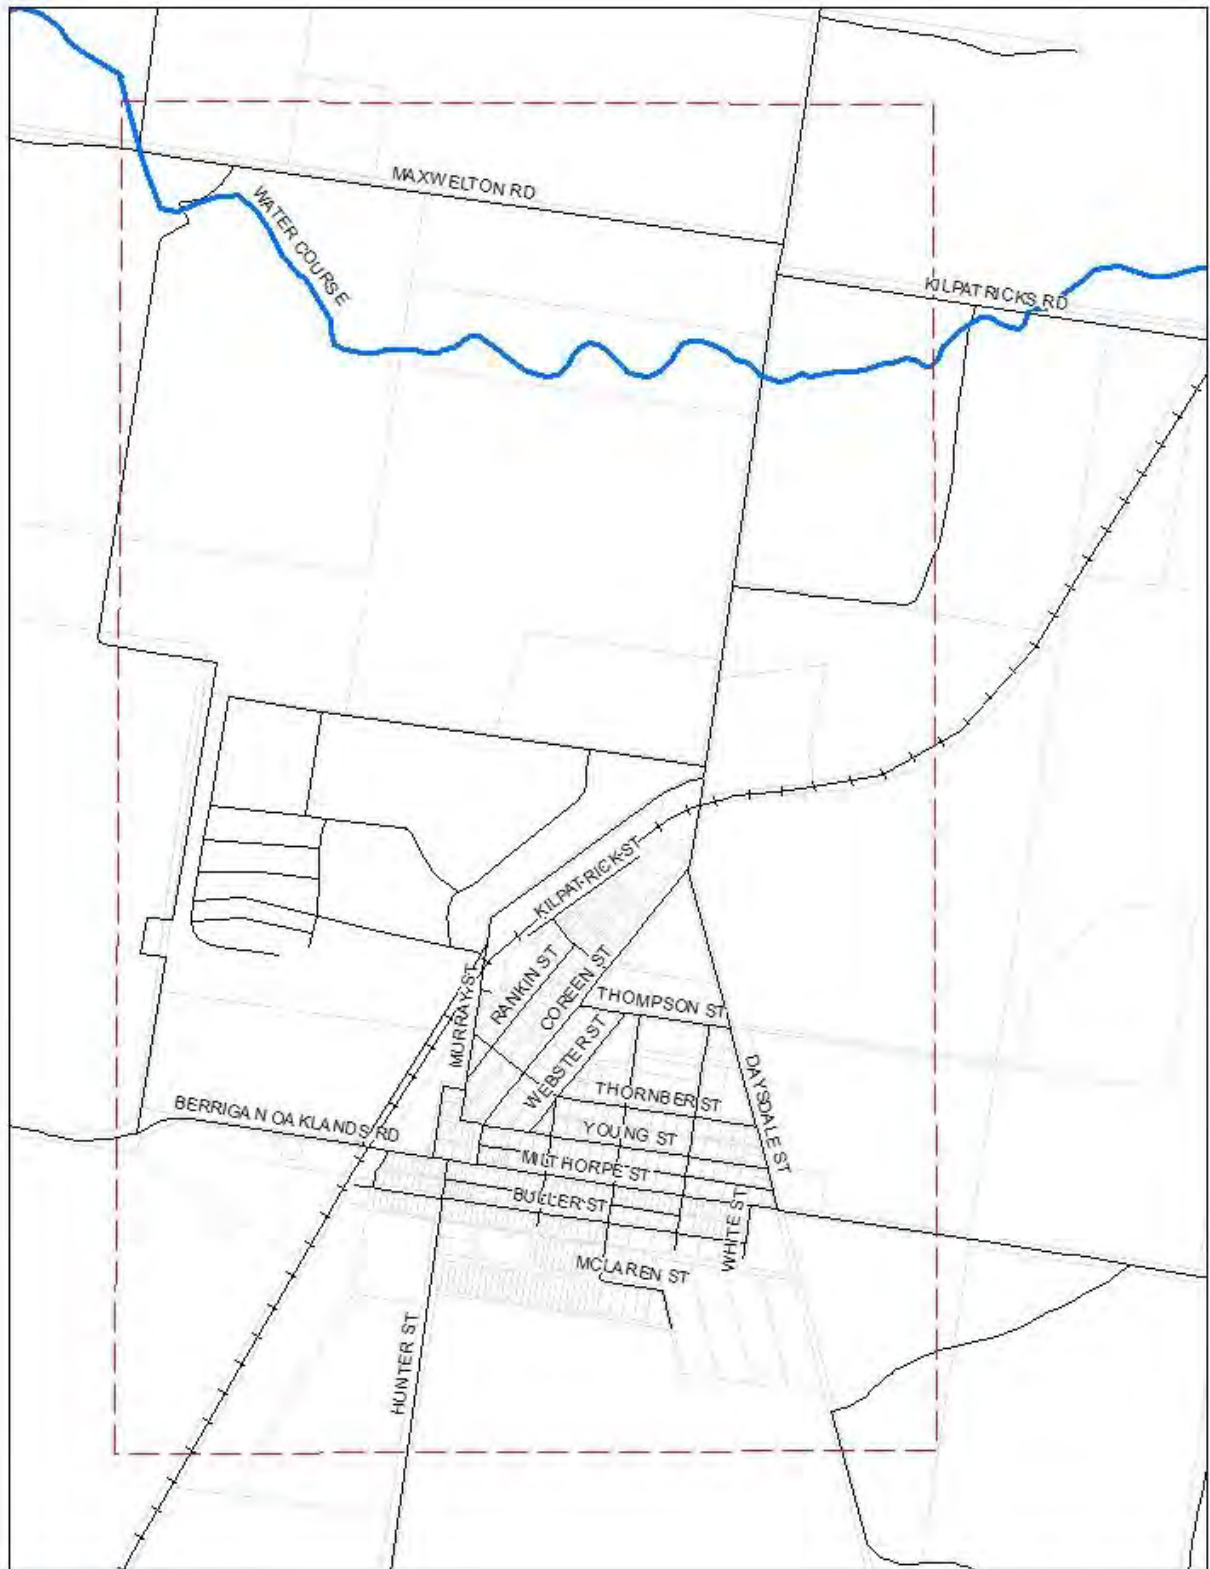 MAXWELTON RD
WATER COURSE
KILPATRICKS RD
KILPATRICK ST
RANKIN ST
COREEN ST
THOMPSON ST
MURRAY ST
WEBSTER ST
DAYSDALE ST
THORNBER ST
BERRIGAN OAKLANDS RD
YOUNG ST
MILTHORPE ST
BULLER ST
WHITE ST
MCLAREN ST
HUNTER ST